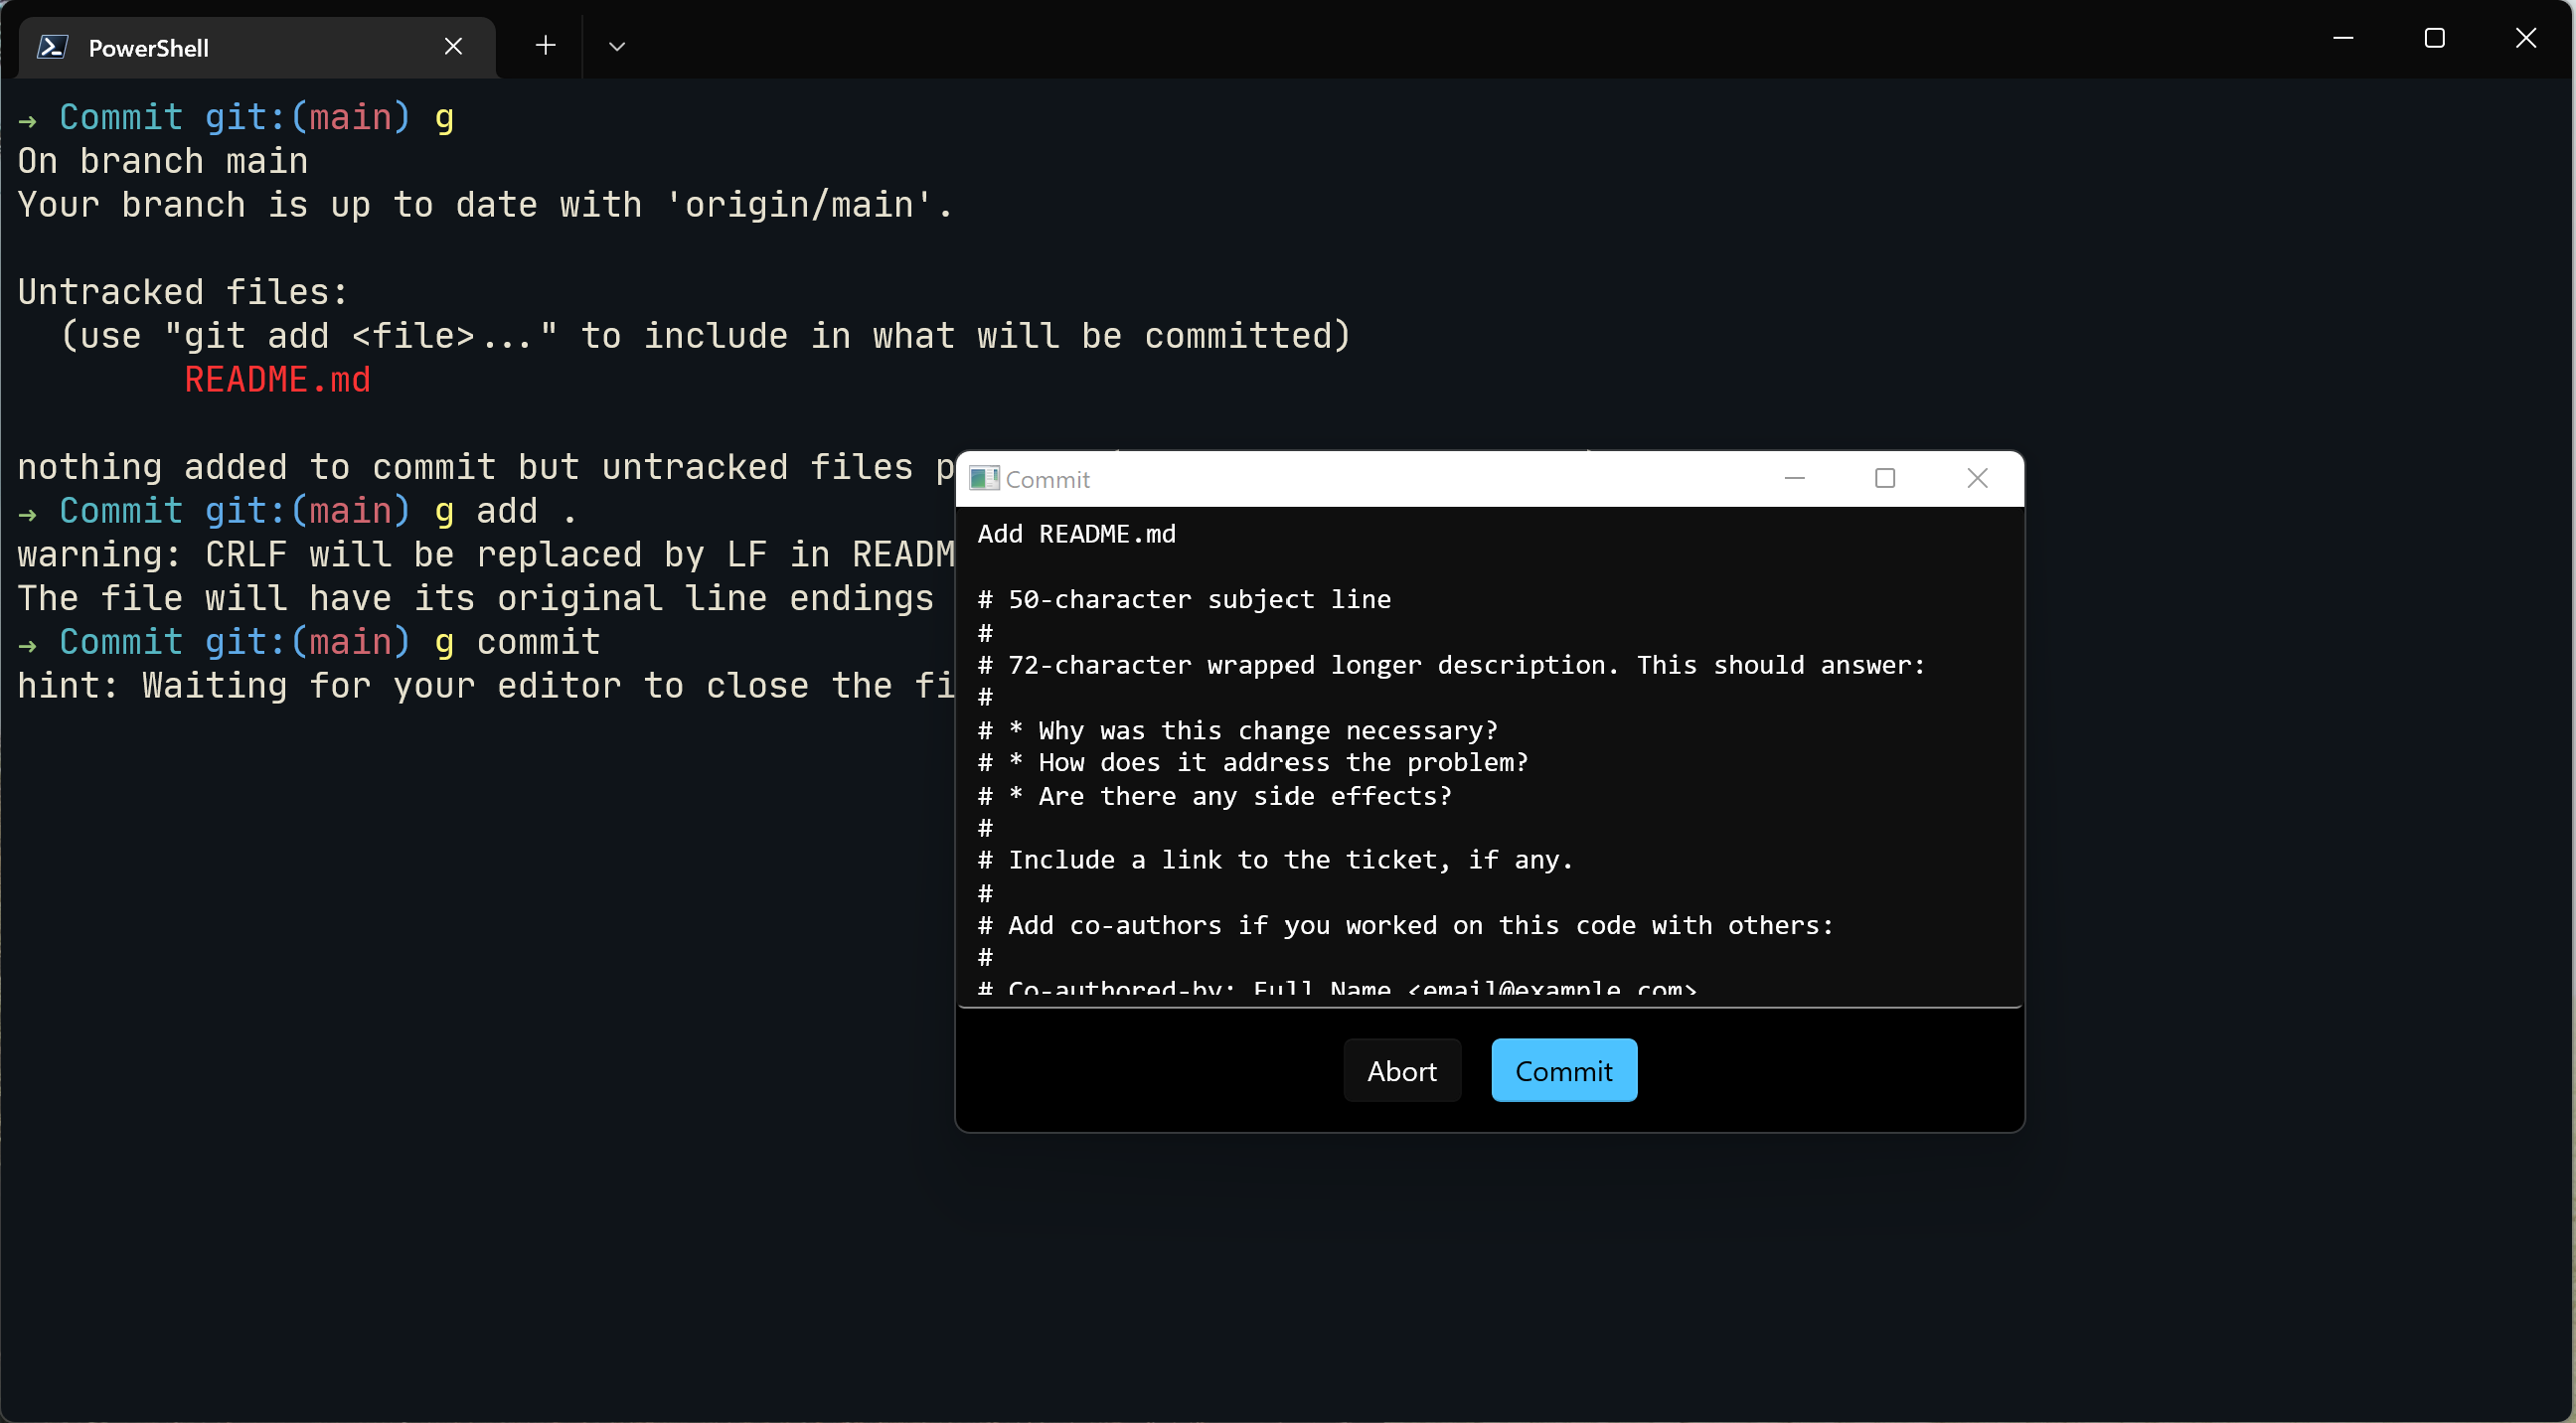 PowerShell
→ Commit git:(main) g
On branch main
Your branch is up to date with 'origin/main'.
Untracked files:
(use "git add <file>..." to include in what will be committed)
README.md
nothing added to commit but untracked files p
→ Commit git:(main) g add .
warning: CRLF will be replaced by LF in READM
The file will have its original line endings
→ Commit git:(main) g commit
hint: Waiting for your editor to close the fi
Commit
Add README.md
# 50-character subject line
#
# 72-character wrapped longer description. This should answer:
#
# * Why was this change necessary?
# * How does it address the problem?
# * Are there any side effects?
#
# Include a link to the ticket, if any.
#
# Add co-authors if you worked on this code with others:
#
# Co-authored-by: Full Name <email@example.com>
Abort
Commit